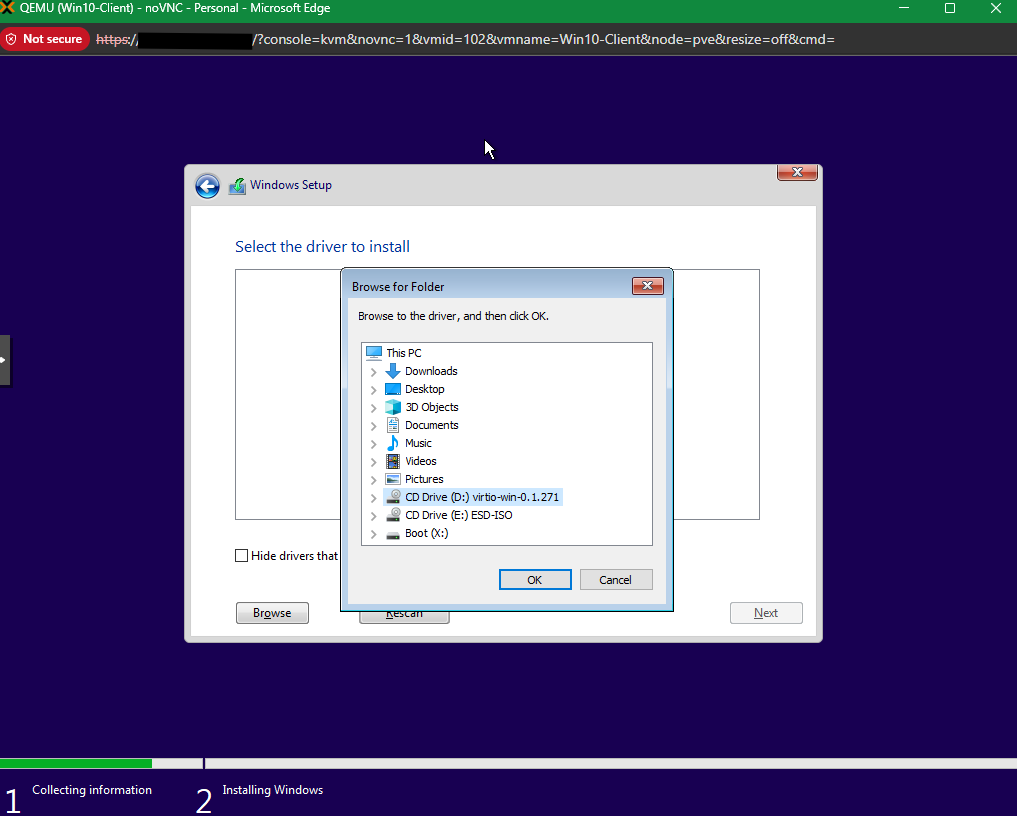 QEMU (Win10-Client) - noVNC - Personal - Microsoft Edge
Not secure https:// /?console=kvm&novnc=1&vmid=102&vmname=Win10-Client&node=pve&resize=off&cmd=
Windows Setup
Select the driver to install
Browse for Folder
Browse to the driver, and then click OK.
This PC
Downloads
Desktop
3D Objects
Documents
Music
Videos
Pictures
CD Drive (D:) virtio-win-0.1.271
CD Drive (E:) ESD-ISO
Boot (X:)
Hide drivers that
OK Cancel
Browse Rescan Next
1 Collecting information 2 Installing Windows